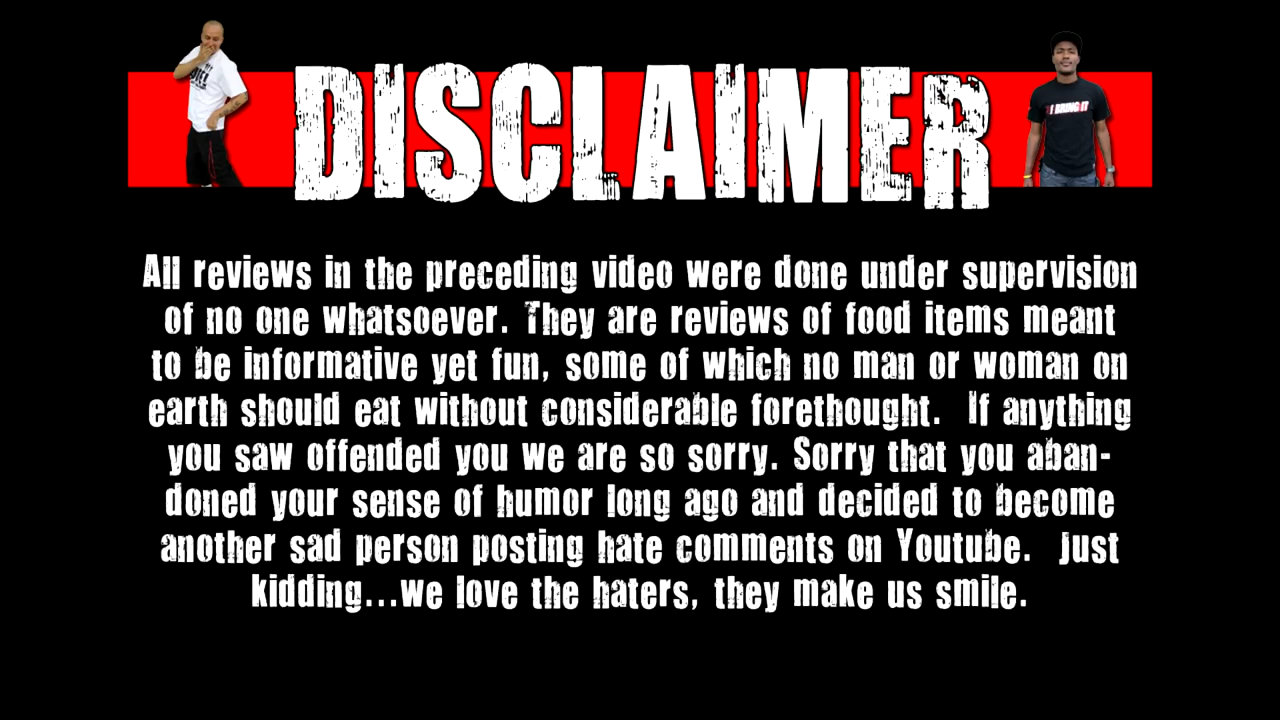 DISCLAIMER
I BRING IT
All reviews in the preceding video were done under supervision
of no one whatsoever. They are reviews of food items meant
to be informative yet fun, some of which no man or woman on
earth should eat without considerable forethought. If anything
you saw offended you we are so sorry. Sorry that you aban-
doned your sense of humor long ago and decided to become
another sad person posting hate comments on Youtube. Just
kidding...we love the haters, they make us smile.